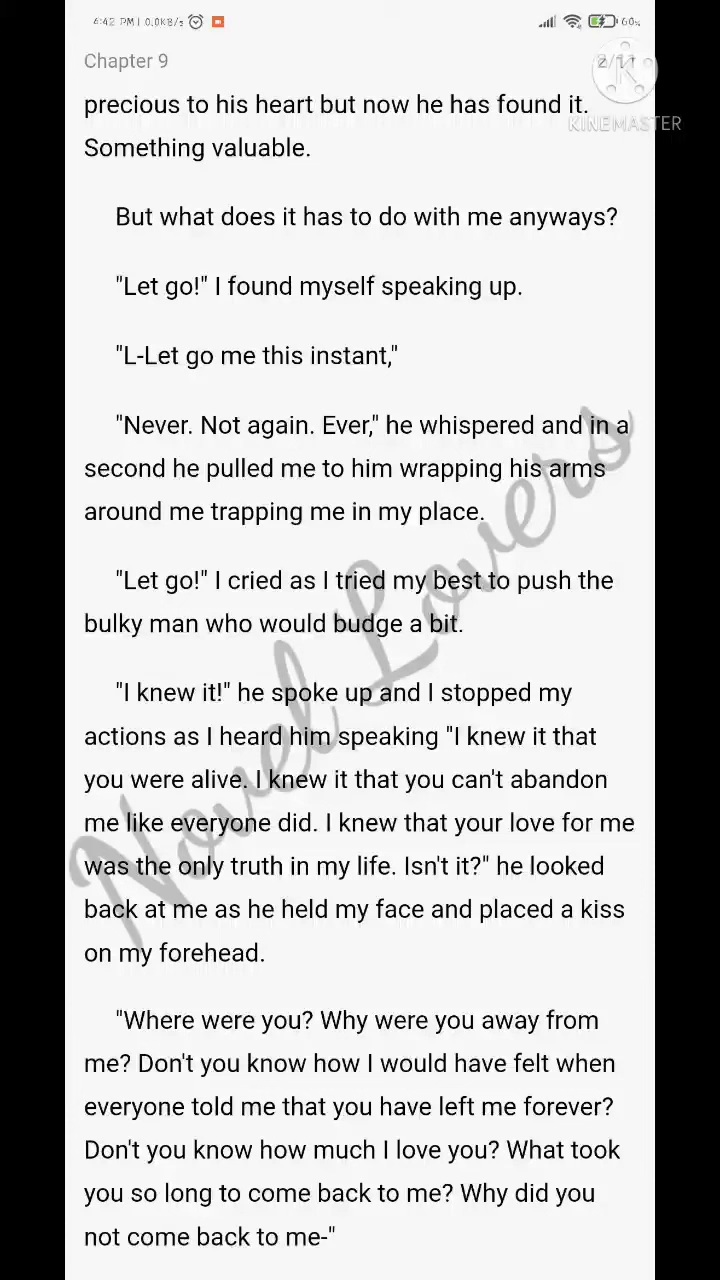 6:42 PM | 0.0KB/s
60%
Chapter 9
2/11
KINEMASTER
precious to his heart but now he has found it.
Something valuable.
But what does it has to do with me anyways?
"Let go!" I found myself speaking up.
"L-Let go me this instant,"
"Never. Not again. Ever," he whispered and in a
second he pulled me to him wrapping his arms
around me trapping me in my place.
"Let go!" I cried as I tried my best to push the
bulky man who would budge a bit.
"I knew it!" he spoke up and I stopped my
actions as I heard him speaking "I knew it that
you were alive. I knew it that you can't abandon
me like everyone did. I knew that your love for me
was the only truth in my life. Isn't it?" he looked
back at me as he held my face and placed a kiss
on my forehead.
"Where were you? Why were you away from
me? Don't you know how I would have felt when
everyone told me that you have left me forever?
Don't you know how much I love you? What took
you so long to come back to me? Why did you
not come back to me-"
Novel Lovers